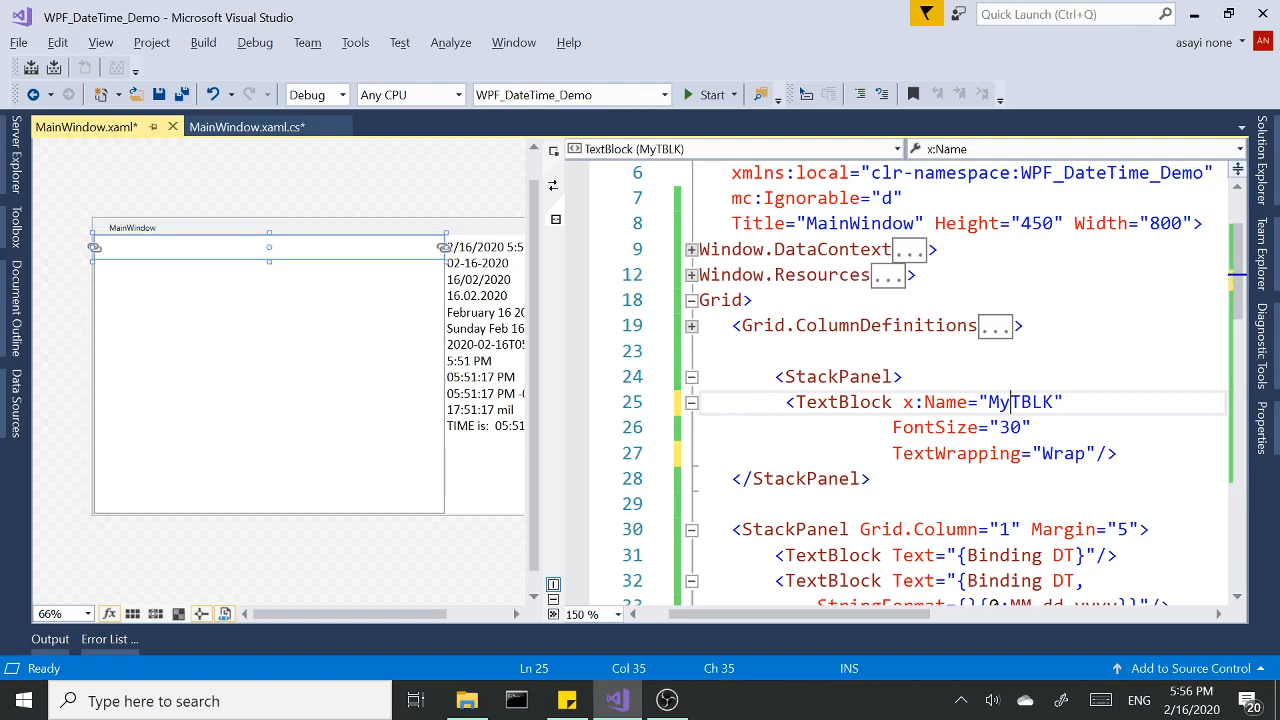 WPF_DateTime_Demo - Microsoft Visual Studio
Quick Launch (Ctrl+Q)
File Edit View Project Build Debug Team Tools Test Analyze Window Help
asayi none AN
Debug Any CPU WPF_DateTime_Demo Start
MainWindow.xaml* MainWindow.xaml.cs*
Server Explorer
Toolbox
Document Outline
Data Sources
MainWindow
2/16/2020 5:5
02-16-2020
16/02/2020
16.02.2020
February 16 20
Sunday Feb 16
2020-02-16T05
5:51 PM
05:51:17 PM
05:51:17 PM -0
17:51:17 mil
TIME is: 05:51
66%
TextBlock (MyTBLK) x:Name
6 xmlns:local="clr-namespace:WPF_DateTime_Demo"
7 mc:Ignorable="d"
8 Title="MainWindow" Height="450" Width="800">
9 Window.DataContext...>
12 Window.Resources...>
18 Grid>
19 <Grid.ColumnDefinitions...>
23
24 <StackPanel>
25 <TextBlock x:Name="MyTBLK"
26 FontSize="30"
27 TextWrapping="Wrap"/>
28 </StackPanel>
29
30 <StackPanel Grid.Column="1" Margin="5">
31 <TextBlock Text="{Binding DT}"/>
32 <TextBlock Text="{Binding DT,
33 StringFormat={}{0:MM-dd-yyyy}}"/>
150 %
Solution Explorer
Team Explorer
Diagnostic Tools
Properties
Output Error List ...
Ready Ln 25 Col 35 Ch 35 INS Add to Source Control
Type here to search
ENG
5:56 PM
2/16/2020
20